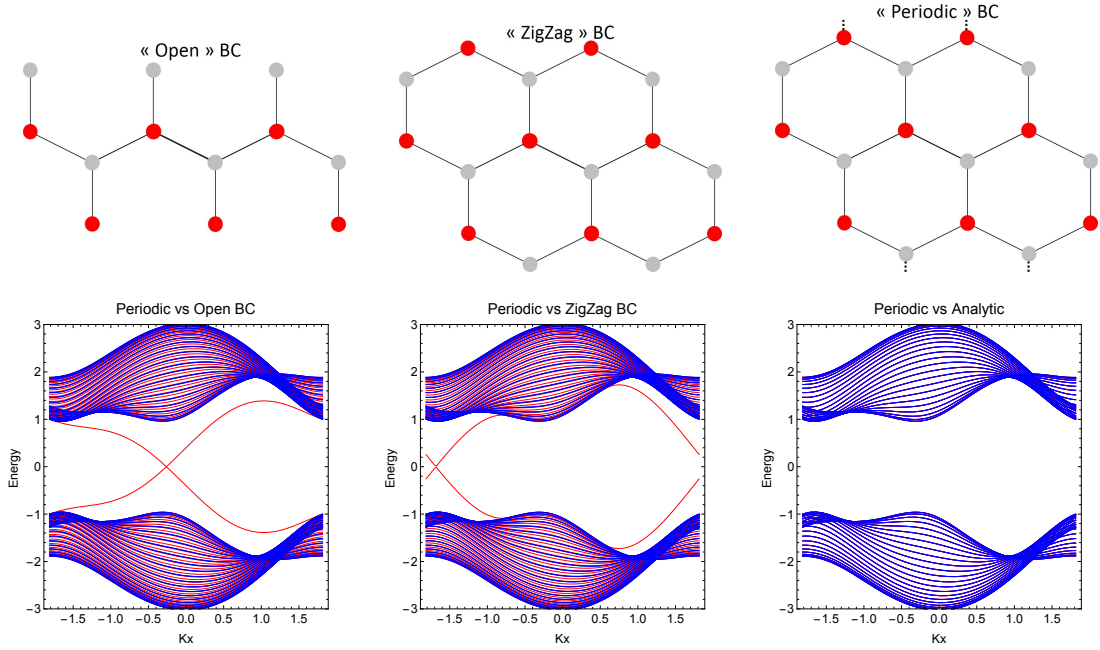 « Open » BC
« ZigZag » BC
« Periodic » BC
Periodic vs Open BC
3
2
1
0
−1
−2
−3
Energy
−1.5 −1.0 −0.5 0.0 0.5 1.0 1.5
Kx
Periodic vs ZigZag BC
3
2
1
0
−1
−2
−3
Energy
−1.5 −1.0 −0.5 0.0 0.5 1.0 1.5
Kx
Periodic vs Analytic
3
2
1
0
−1
−2
−3
Energy
−1.5 −1.0 −0.5 0.0 0.5 1.0 1.5
Kx